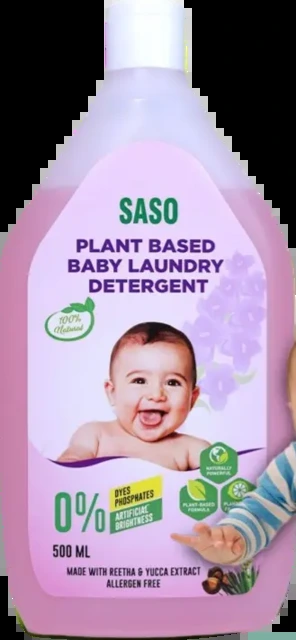 SASO
PLANT BASED
BABY LAUNDRY
DETERGENT
100%
Natural
NATURALLY
POWERFUL
PLANT-BASED
FORMULA
0%
DYES
PHOSPHATES
ARTIFICIAL
BRIGHTNESS
500 ML
MADE WITH REETHA & YUCCA EXTRACT
ALLERGEN FREE